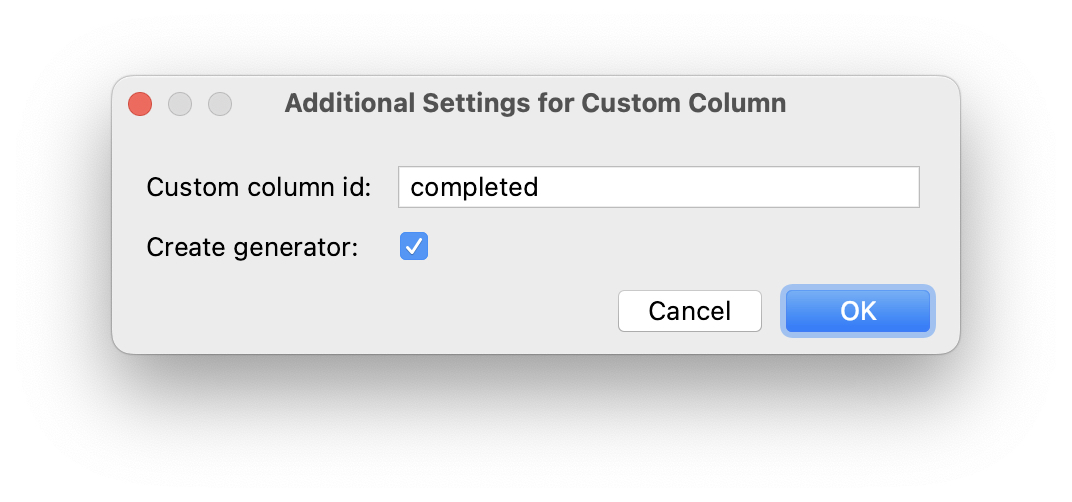 Additional Settings for Custom Column
Custom column id: completed
Create generator:
Cancel OK